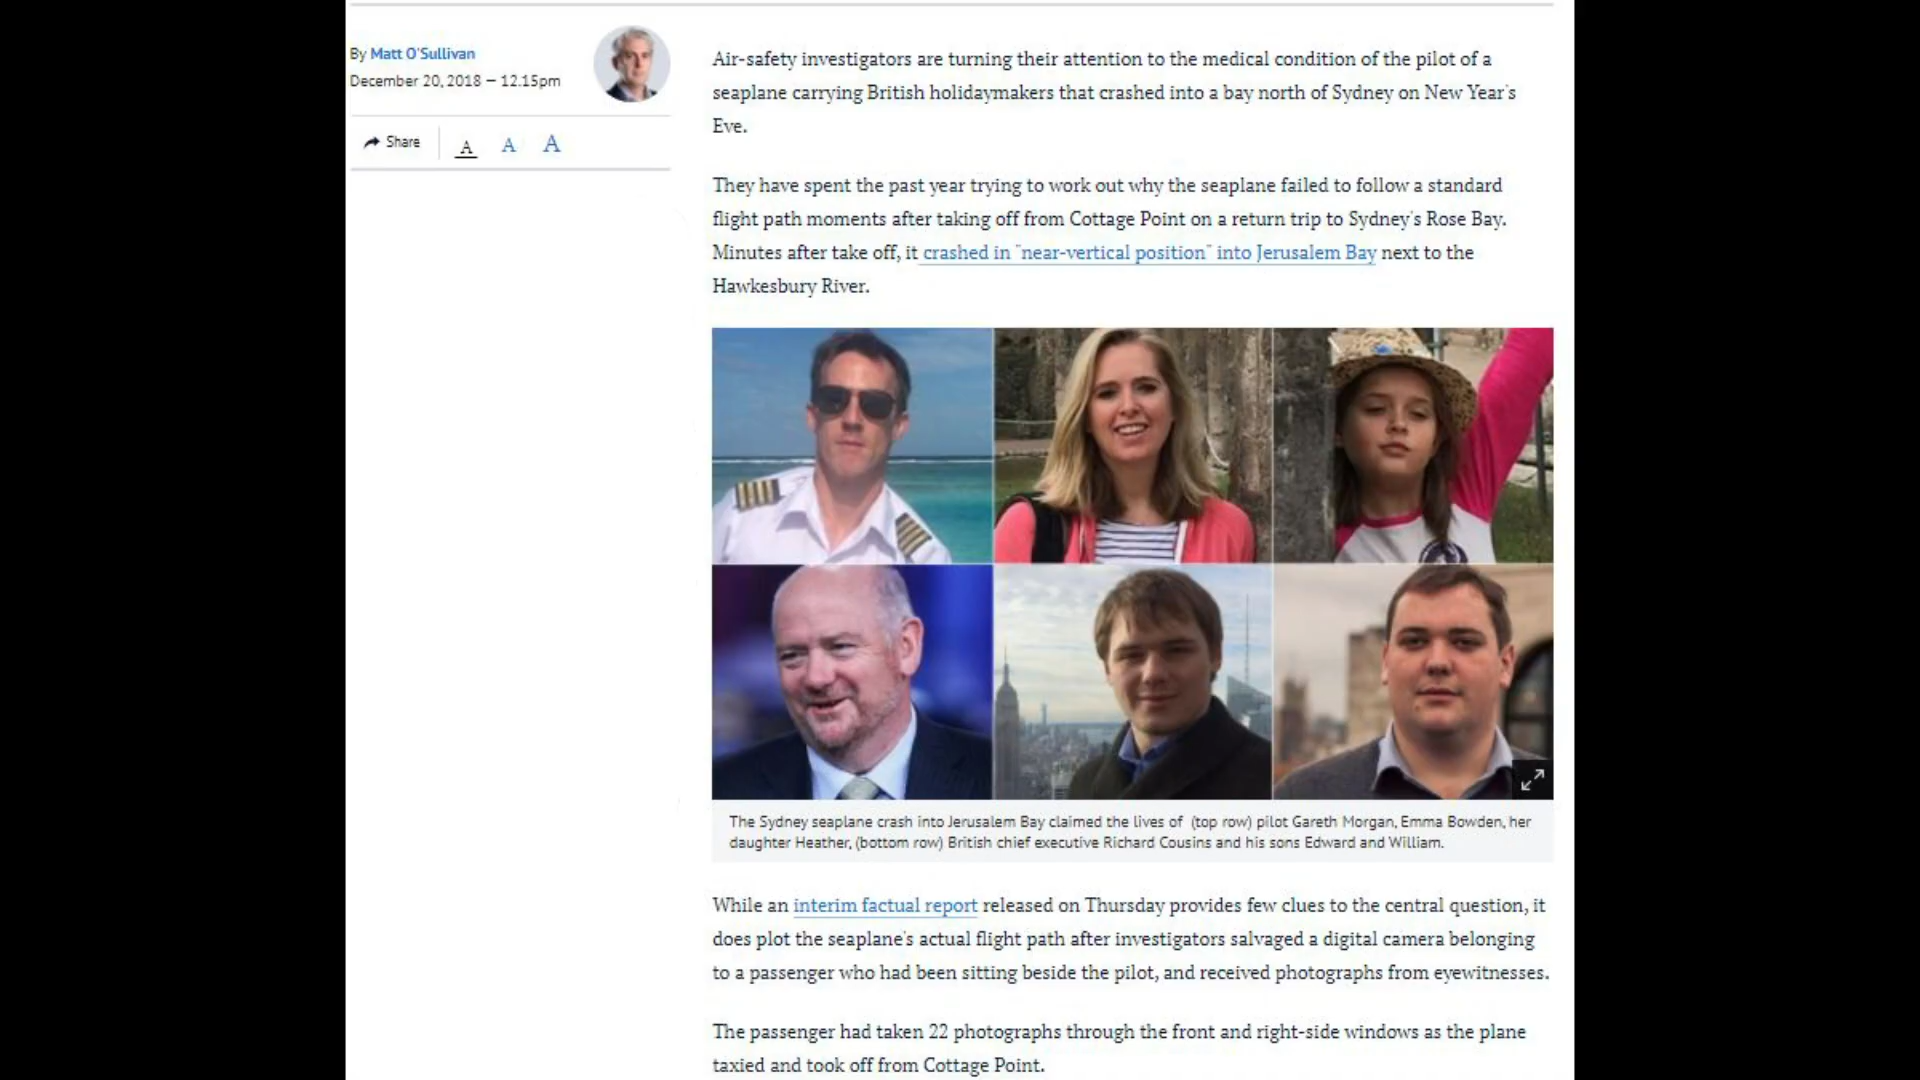 By Matt O'Sullivan
December 20, 2018 — 12.15pm
Share
A A A
Air-safety investigators are turning their attention to the medical condition of the pilot of a
seaplane carrying British holidaymakers that crashed into a bay north of Sydney on New Year's
Eve.
They have spent the past year trying to work out why the seaplane failed to follow a standard
flight path moments after taking off from Cottage Point on a return trip to Sydney's Rose Bay.
Minutes after take off, it crashed in "near-vertical position" into Jerusalem Bay next to the
Hawkesbury River.
The Sydney seaplane crash into Jerusalem Bay claimed the lives of (top row) pilot Gareth Morgan, Emma Bowden, her
daughter Heather, (bottom row) British chief executive Richard Cousins and his sons Edward and William.
While an interim factual report released on Thursday provides few clues to the central question, it
does plot the seaplane's actual flight path after investigators salvaged a digital camera belonging
to a passenger who had been sitting beside the pilot, and received photographs from eyewitnesses.
The passenger had taken 22 photographs through the front and right-side windows as the plane
taxied and took off from Cottage Point.